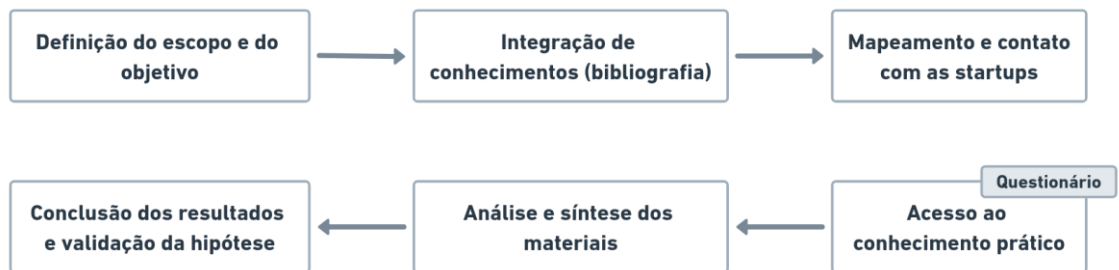 Definição do escopo e do
objetivo
Integração de
conhecimentos (bibliografia)
Mapeamento e contato
com as startups
Questionário
Acesso ao
conhecimento prático
Análise e síntese dos
materiais
Conclusão dos resultados
e validação da hipótese